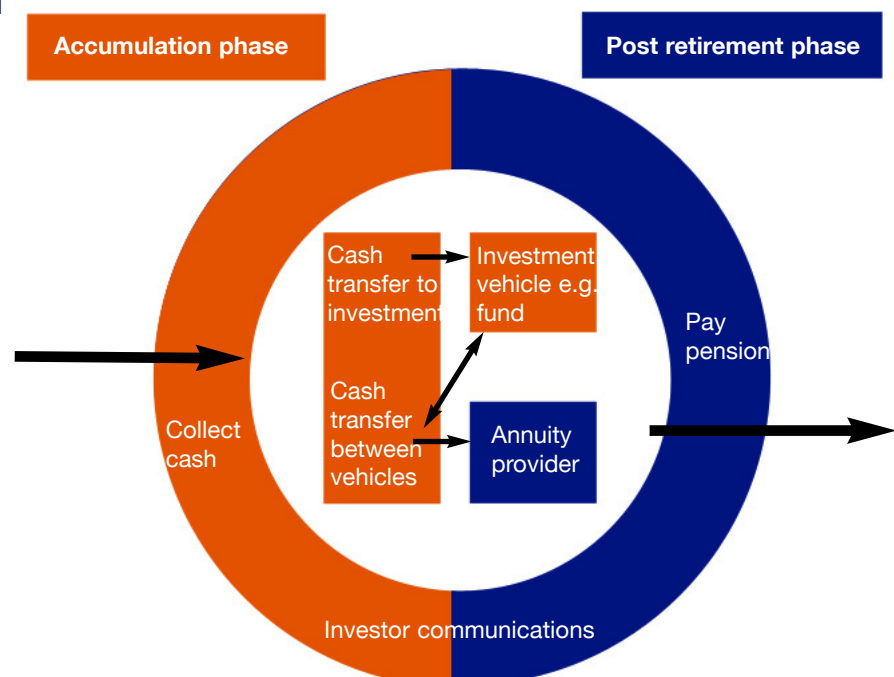 Accumulation phase
Post retirement phase
Cash
transfer to
investment
Investment
vehicle e.g.
fund
Pay
pension
Collect
cash
Cash
transfer
between
vehicles
Annuity
provider
Investor communications